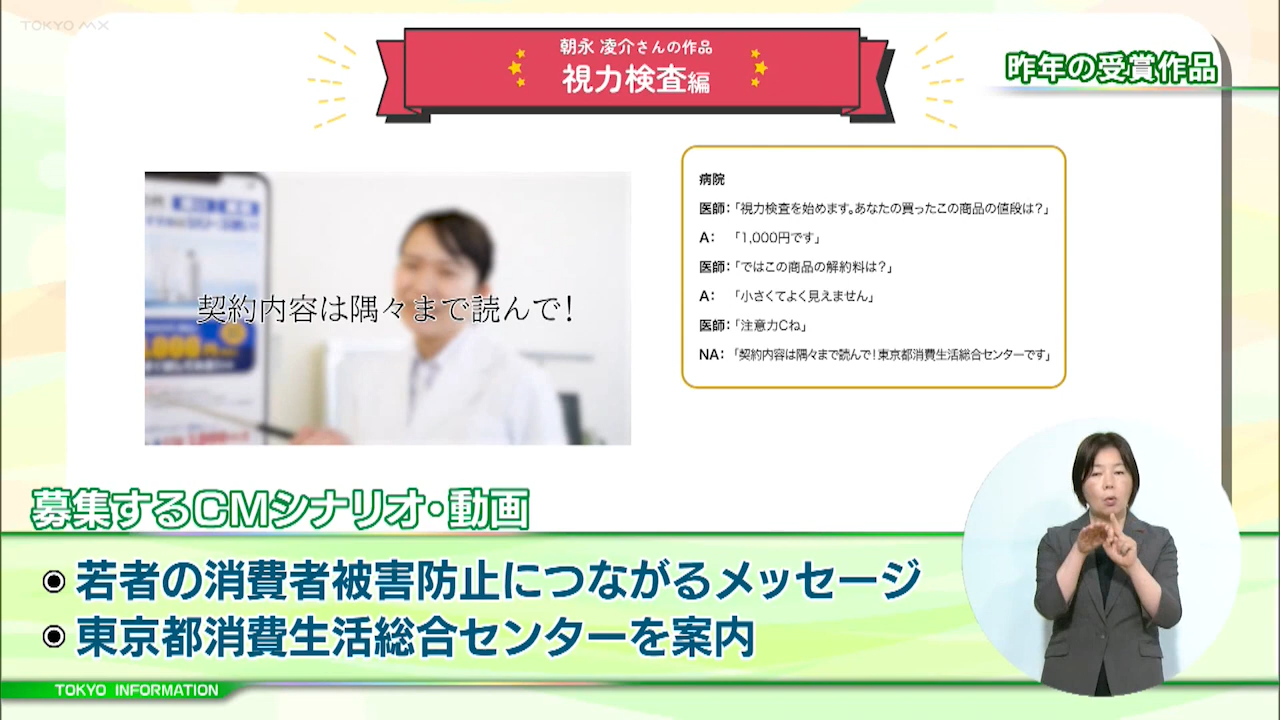 TOKYO MX
朝永 凌介さんの作品
視力検査編
昨年の受賞作品
契約内容は隅々まで読んで!
病院
医師:「視力検査を始めます。あなたの買ったこの商品の値段は?」
A: 「1,000円です」
医師:「ではこの商品の解約料は?」
A: 「小さくてよく見えません」
医師:「注意力Cね」
NA: 「契約内容は隅々まで読んで!東京都消費生活総合センターです」
募集するCMシナリオ・動画
若者の消費者被害防止につながるメッセージ
東京都消費生活総合センターを案内
TOKYO INFORMATION